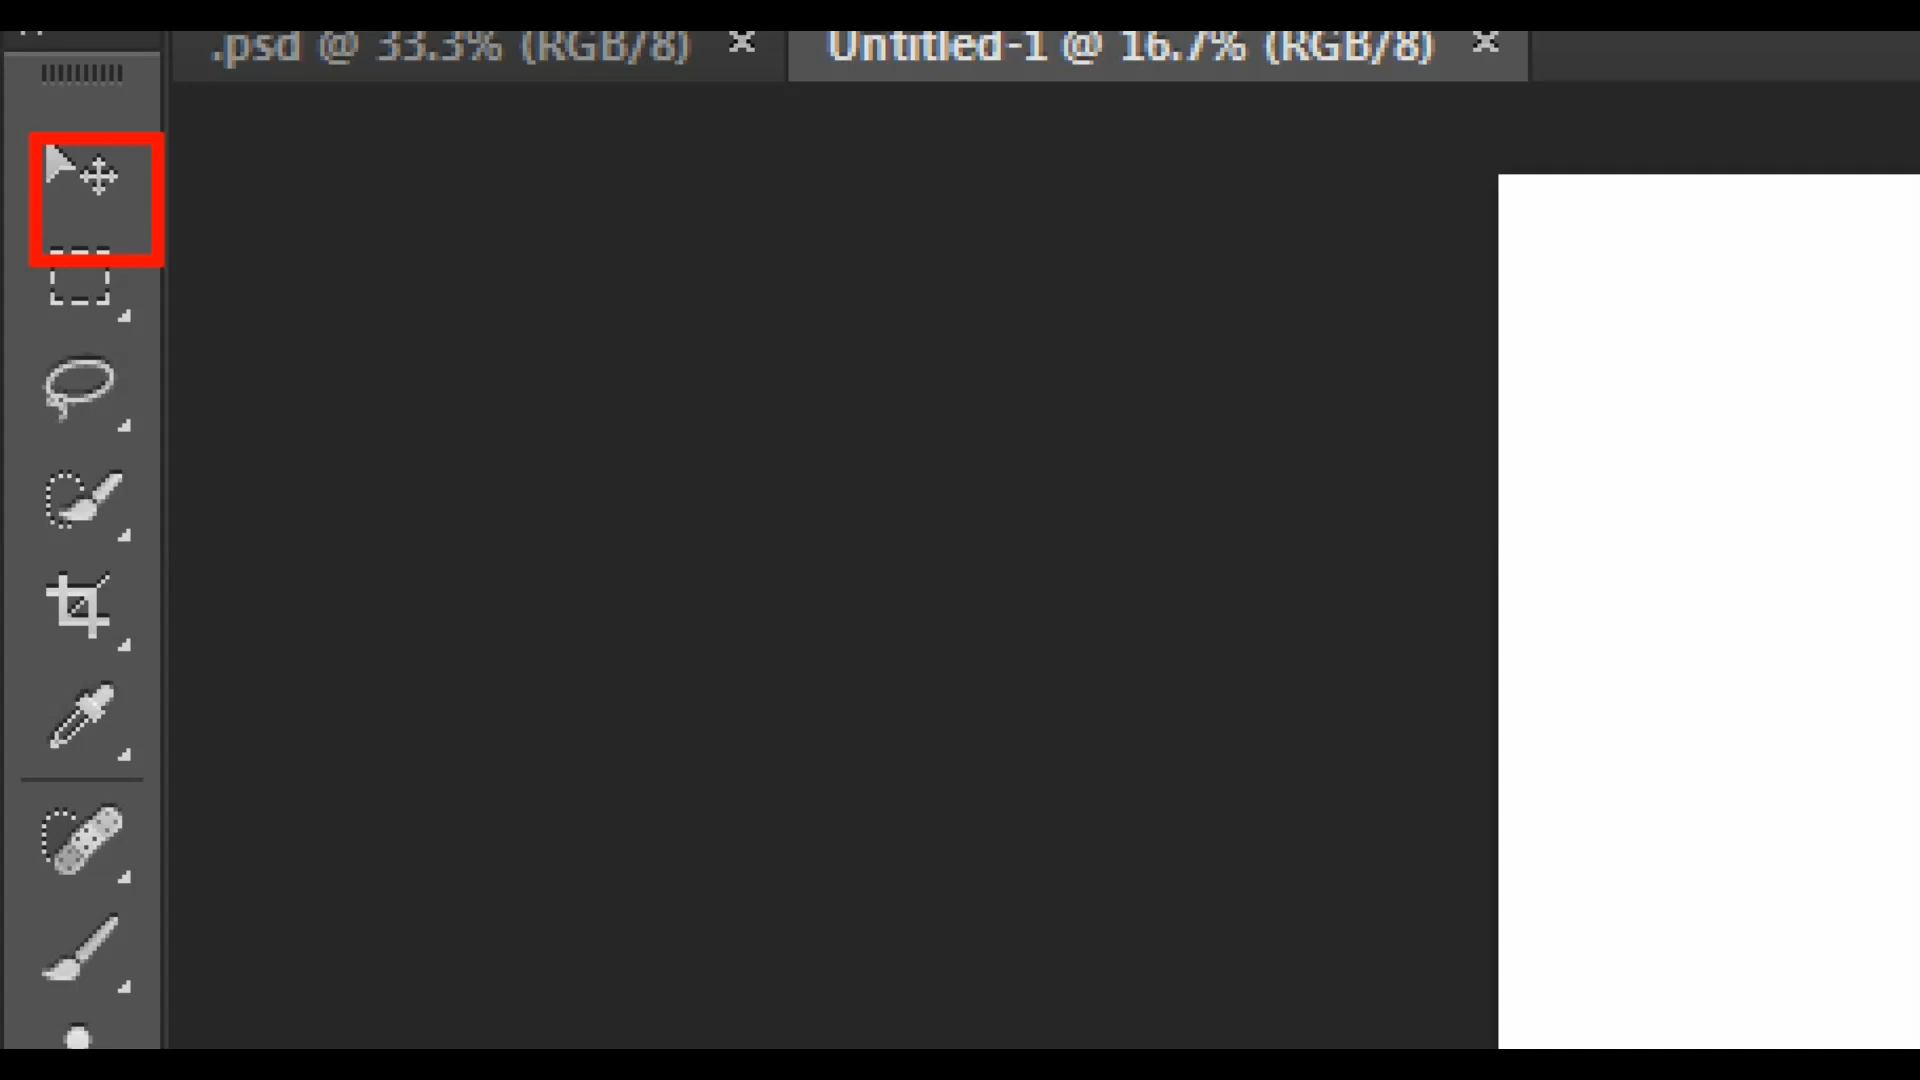 .psd @ 33.3% (RGB/8) × Untitled-1 @ 16.7% (RGB/8) ×